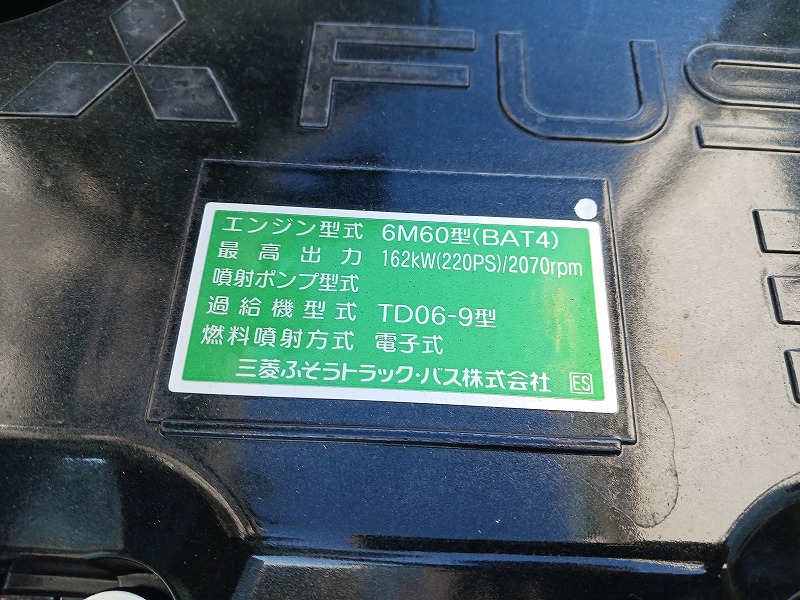 FUS
エンジン型式 6M60型(BAT4)
最高出力 162kW(220PS)/2070rpm
噴射ポンプ型式
過給機型式 TD06-9型
燃料噴射方式 電子式
三菱ふそうトラック・バス株式会社 ES